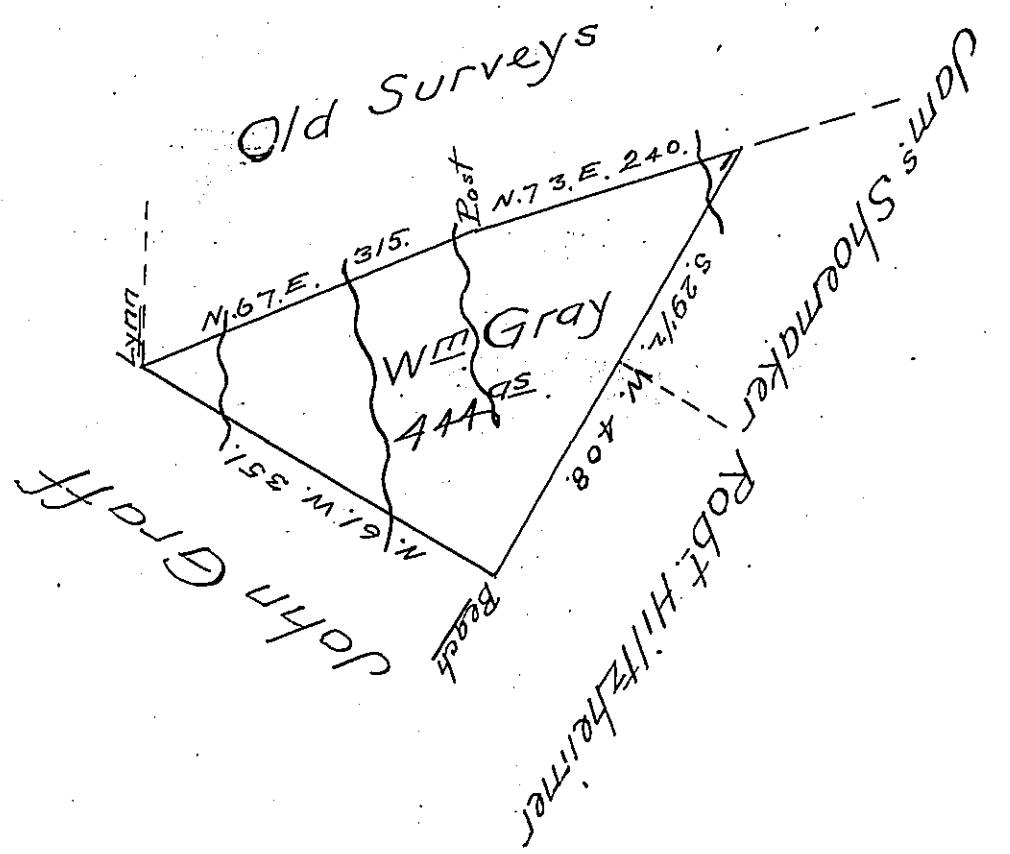 Old Surveys
Lynn
N. 67. E. 315.
Post
N. 73. E. 240.
S. 29 1/2. W. 408.
N. 61. W. 351.
Beach
Wm Gray
444 as.
Jam.s Shoemaker
Robt. Hiltzheimer
John Graff